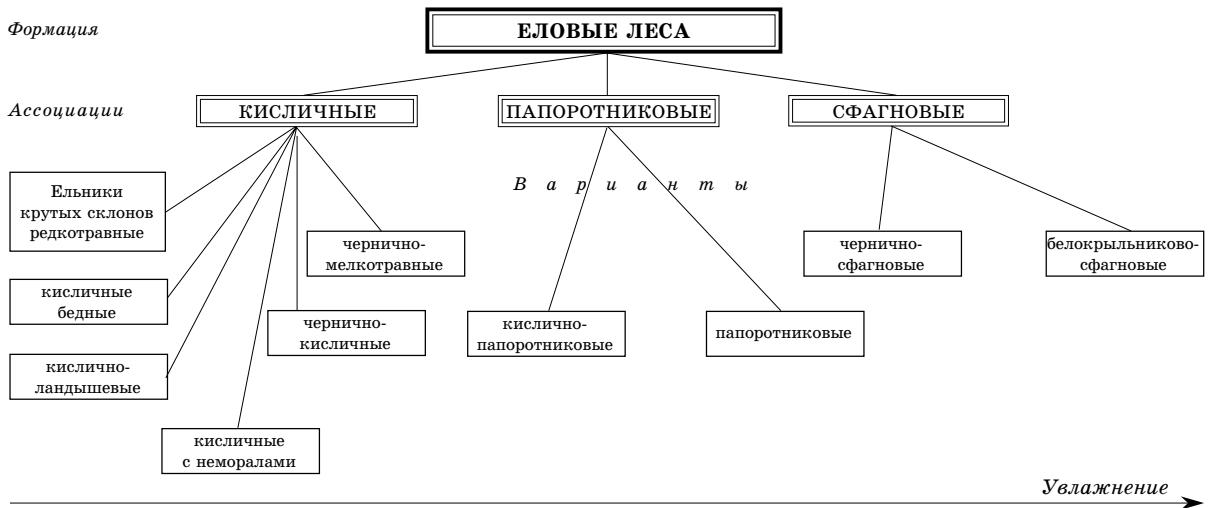 Формация
ЕЛОВЫЕ ЛЕСА
Ассоциации
КИСЛИЧНЫЕ
ПАПОРОТНИКОВЫЕ
СФАГНОВЫЕ
Варианты
Ельники
крутых склонов
редкотравные
чернично-
мелкотравные
чернично-
сфагновые
белокрыльниково-
сфагновые
кисличные
бедные
чернично-
кисличные
кислично-
папоротниковые
папоротниковые
кислично-
ландышевые
кисличные
с неморалами
Увлажнение